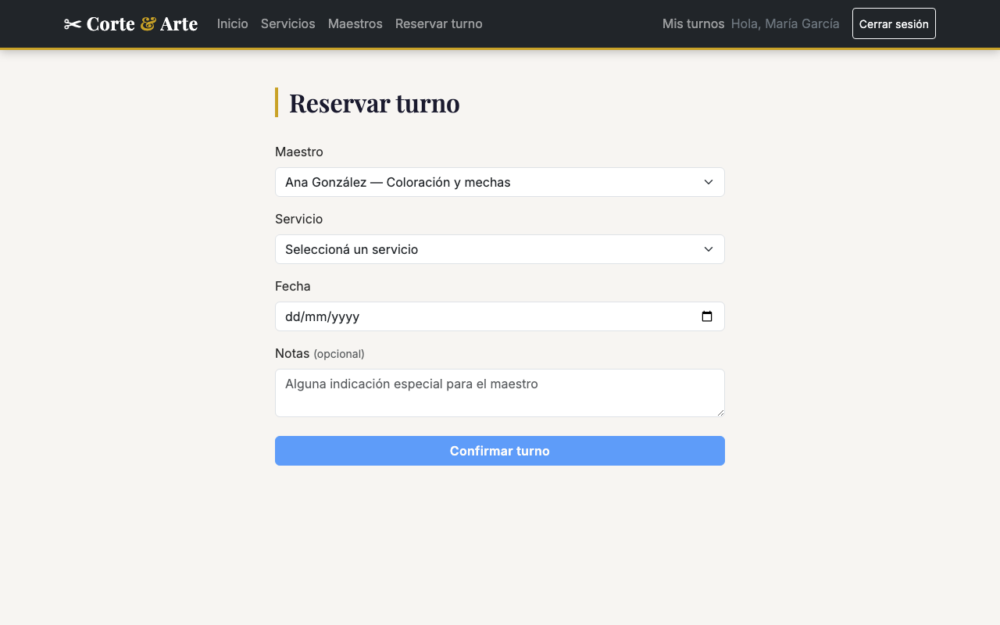 ✂ Corte & Arte Inicio Servicios Maestros Reservar turno Mis turnos Hola, María García Cerrar sesión
Reservar turno
Maestro
Ana González — Coloración y mechas
Servicio
Seleccioná un servicio
Fecha
dd/mm/yyyy
Notas (opcional)
Alguna indicación especial para el maestro
Confirmar turno